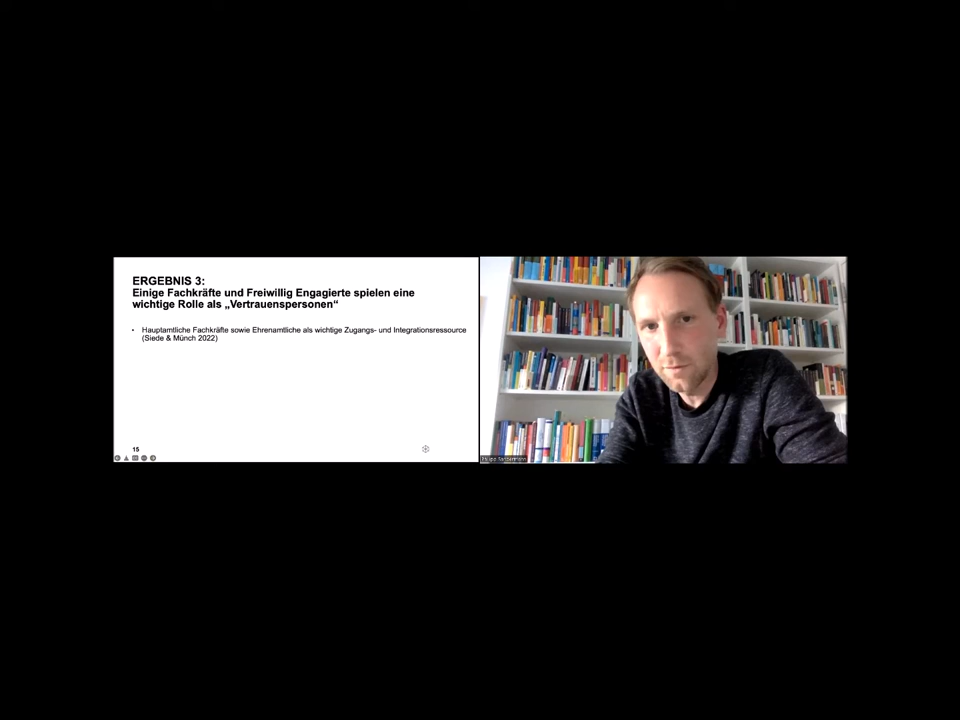 ERGEBNIS 3:
Einige Fachkräfte und Freiwillig Engagierte spielen eine
wichtige Rolle als „Vertrauenspersonen“
• Hauptamtliche Fachkräfte sowie Ehrenamtliche als wichtige Zugangs- und Integrationsressource
(Siede & Münch 2022)
15
Philipp